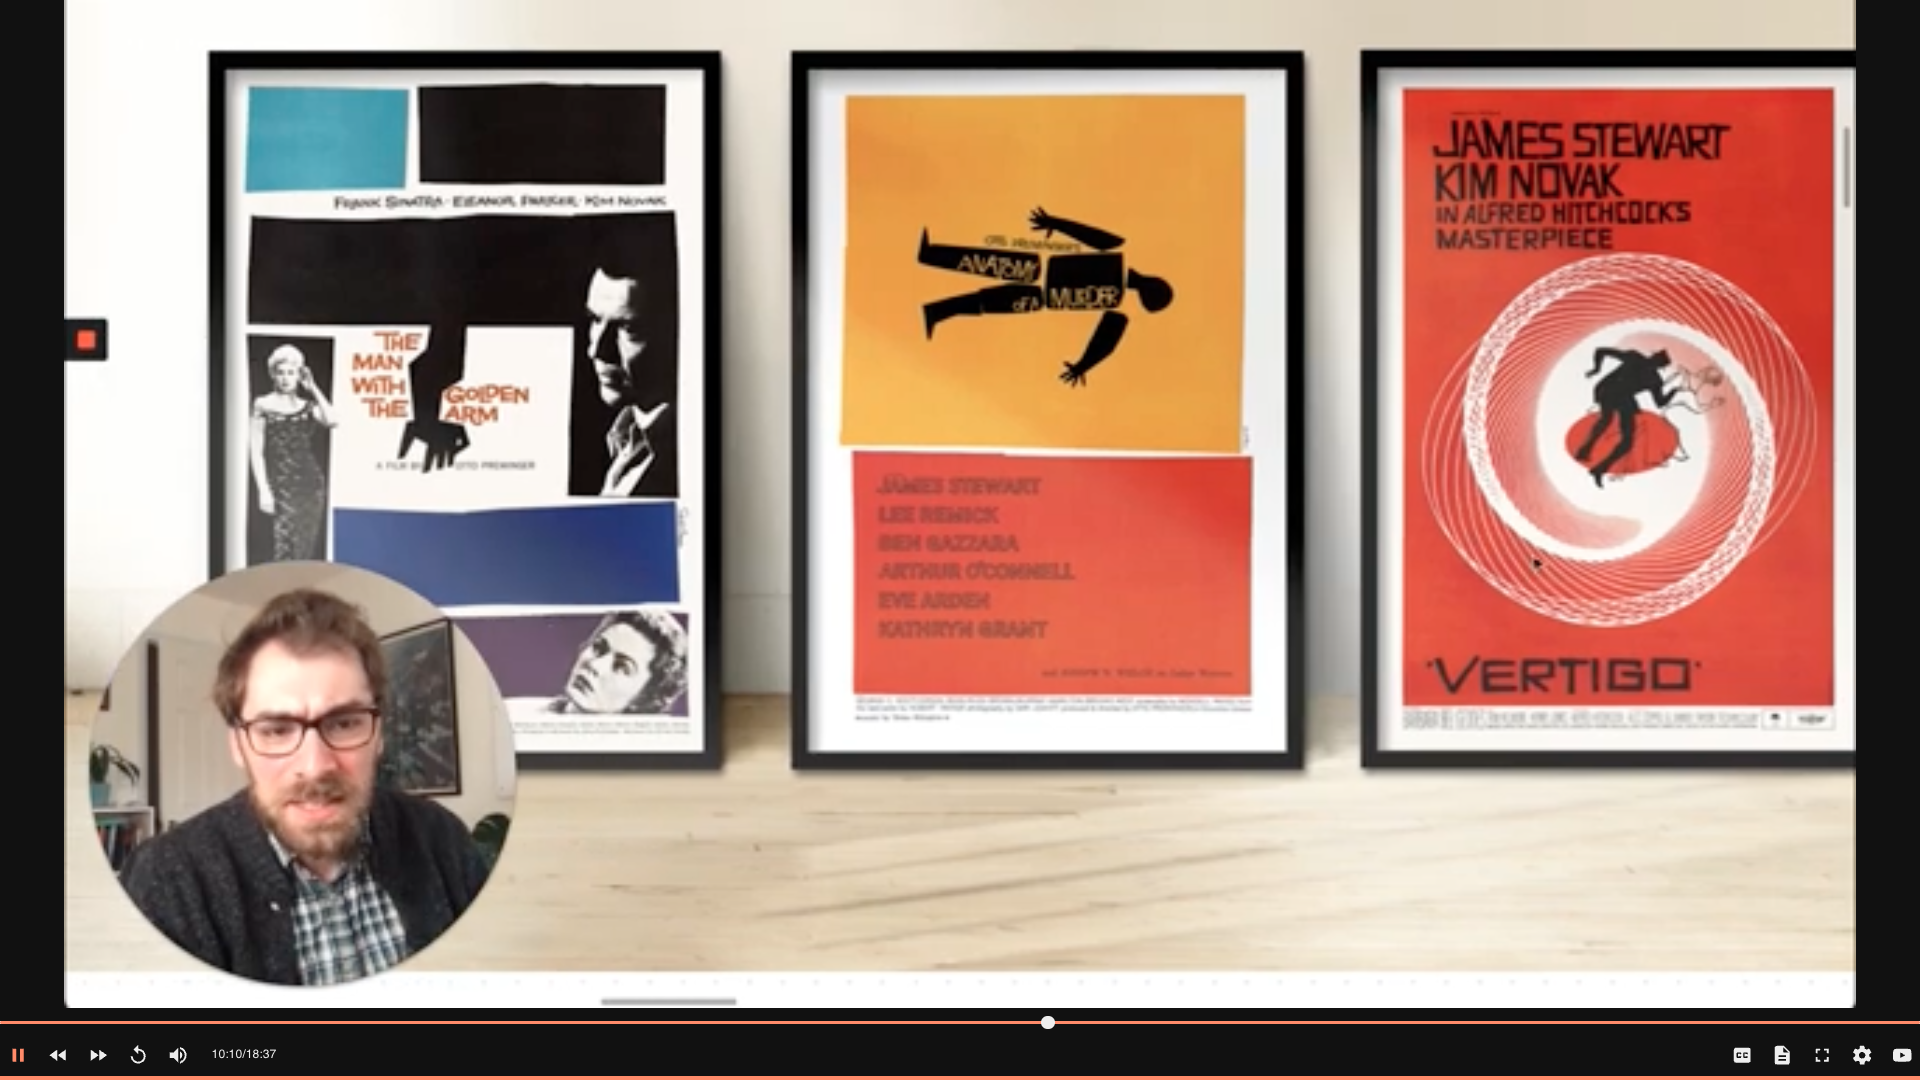 FRANK SINATRA · ELEANOR PARKER · KIM NOVAK
THE
MAN
WITH
THE
GOLDEN
ARM
A FILM BY OTTO PREMINGER
ANATOMY
OF A MURDER
JAMES STEWART
LEE REMICK
BEN GAZZARA
ARTHUR O'CONNELL
EVE ARDEN
KATHRYN GRANT
JAMES STEWART
KIM NOVAK
IN ALFRED HITCHCOCK'S
MASTERPIECE
'VERTIGO'
10:10/18:37
CC